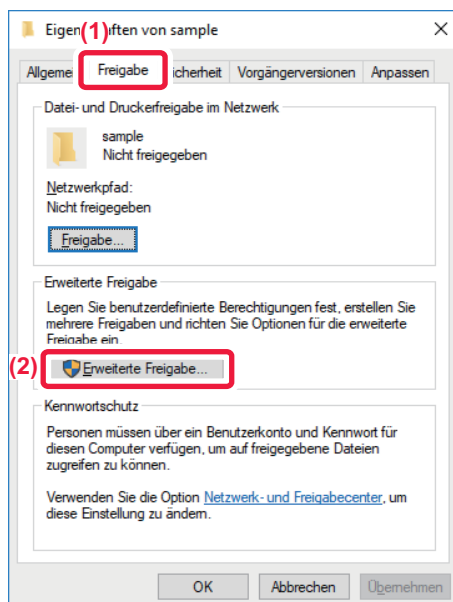 Eigen ften von sample
(1)
Allgeme Freigabe icherheit Vorgängerversionen Anpassen
Datei- und Druckerfreigabe im Netzwerk
sample
Nicht freigegeben
Netzwerkpfad:
Nicht freigegeben
Freigabe...
Erweiterte Freigabe
Legen Sie benutzerdefinierte Berechtigungen fest, erstellen Sie
mehrere Freigaben und richten Sie Optionen für die erweiterte
Freigabe ein.
(2)
Erweiterte Freigabe...
Kennwortschutz
Personen müssen über ein Benutzerkonto und Kennwort für
diesen Computer verfügen, um auf freigegebene Dateien
zugreifen zu können.
Verwenden Sie die Option Netzwerk- und Freigabecenter, um
diese Einstellung zu ändern.
OK Abbrechen Übernehmen